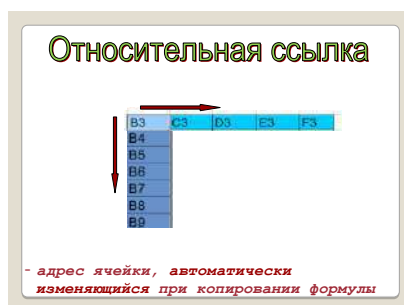 Относительная ссылка
B3 C3 D3 E3 F3
B4
B5
B6
B7
B8
B9
- адрес ячейки, автоматически
изменяющийся при копировании формулы